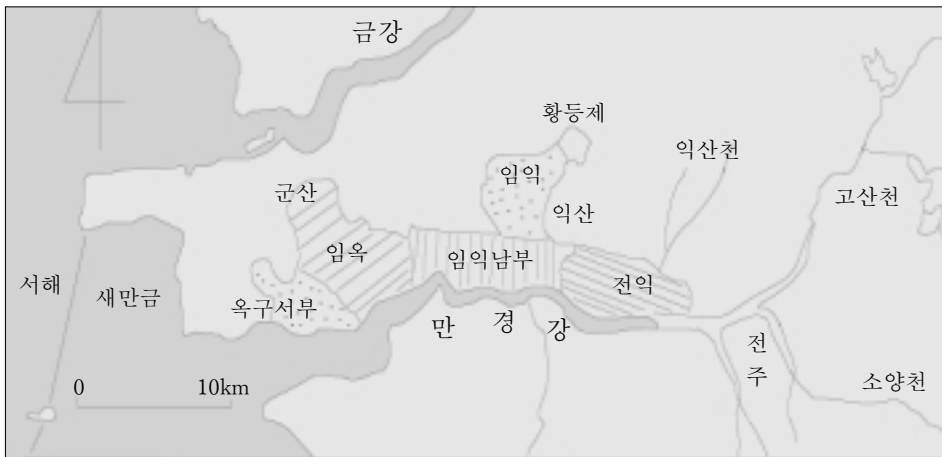 금강
황등제
익산천
임익
군산
고산천
익산
임옥
임익남부
전익
서해
새만금
옥구서부
만 경 강
전주
0 10km
소양천